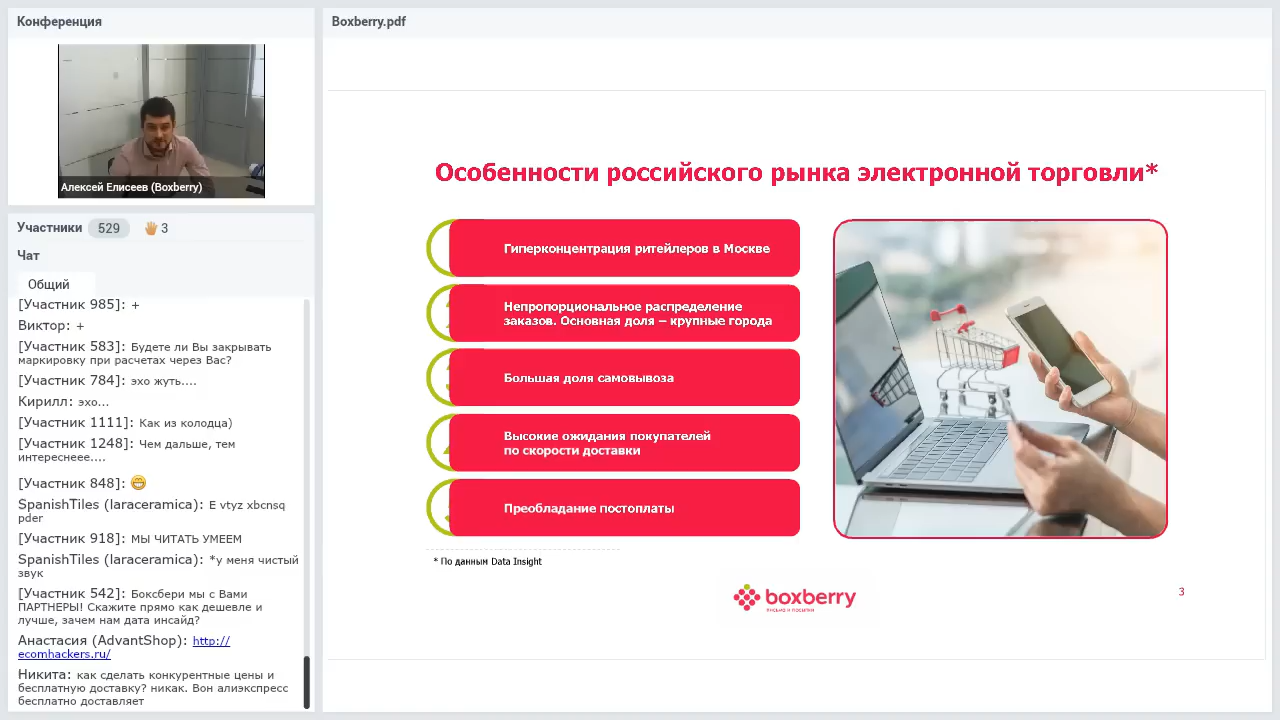 Конференция
Алексей Елисеев (Boxberry)
Участники 529 3
Чат
Общий
[Участник 985]: +
Виктор: +
[Участник 583]: Будете ли Вы закрывать
маркировку при расчетах через Вас?
[Участник 784]: эхо жуть....
Кирилл: эхо...
[Участник 1111]: Как из колодца)
[Участник 1248]: Чем дальше, тем
интереснеее....
[Участник 848]:
SpanishTiles (laraceramica): E vtyz xbcnsq
pder
[Участник 918]: МЫ ЧИТАТЬ УМЕЕМ
SpanishTiles (laraceramica): *у меня чистый
звук
[Участник 542]: Боксбери мы с Вами
ПАРТНЕРЫ! Скажите прямо как дешевле и
лучше, зачем нам дата инсайд?
Анастасия (AdvantShop): http://
ecomhackers.ru/
Никита: как сделать конкурентные цены и
бесплатную доставку? никак. Вон алиэкспресс
бесплатно доставляет
Boxberry.pdf
Особенности российского рынка электронной торговли*
Гиперконцентрация ритейлеров в Москве
Непропорциональное распределение
заказов. Основная доля – крупные города
Большая доля самовывоза
Высокие ожидания покупателей
по скорости доставки
Преобладание постоплаты
* По данным Data Insight
boxberry
письма и посылки
3